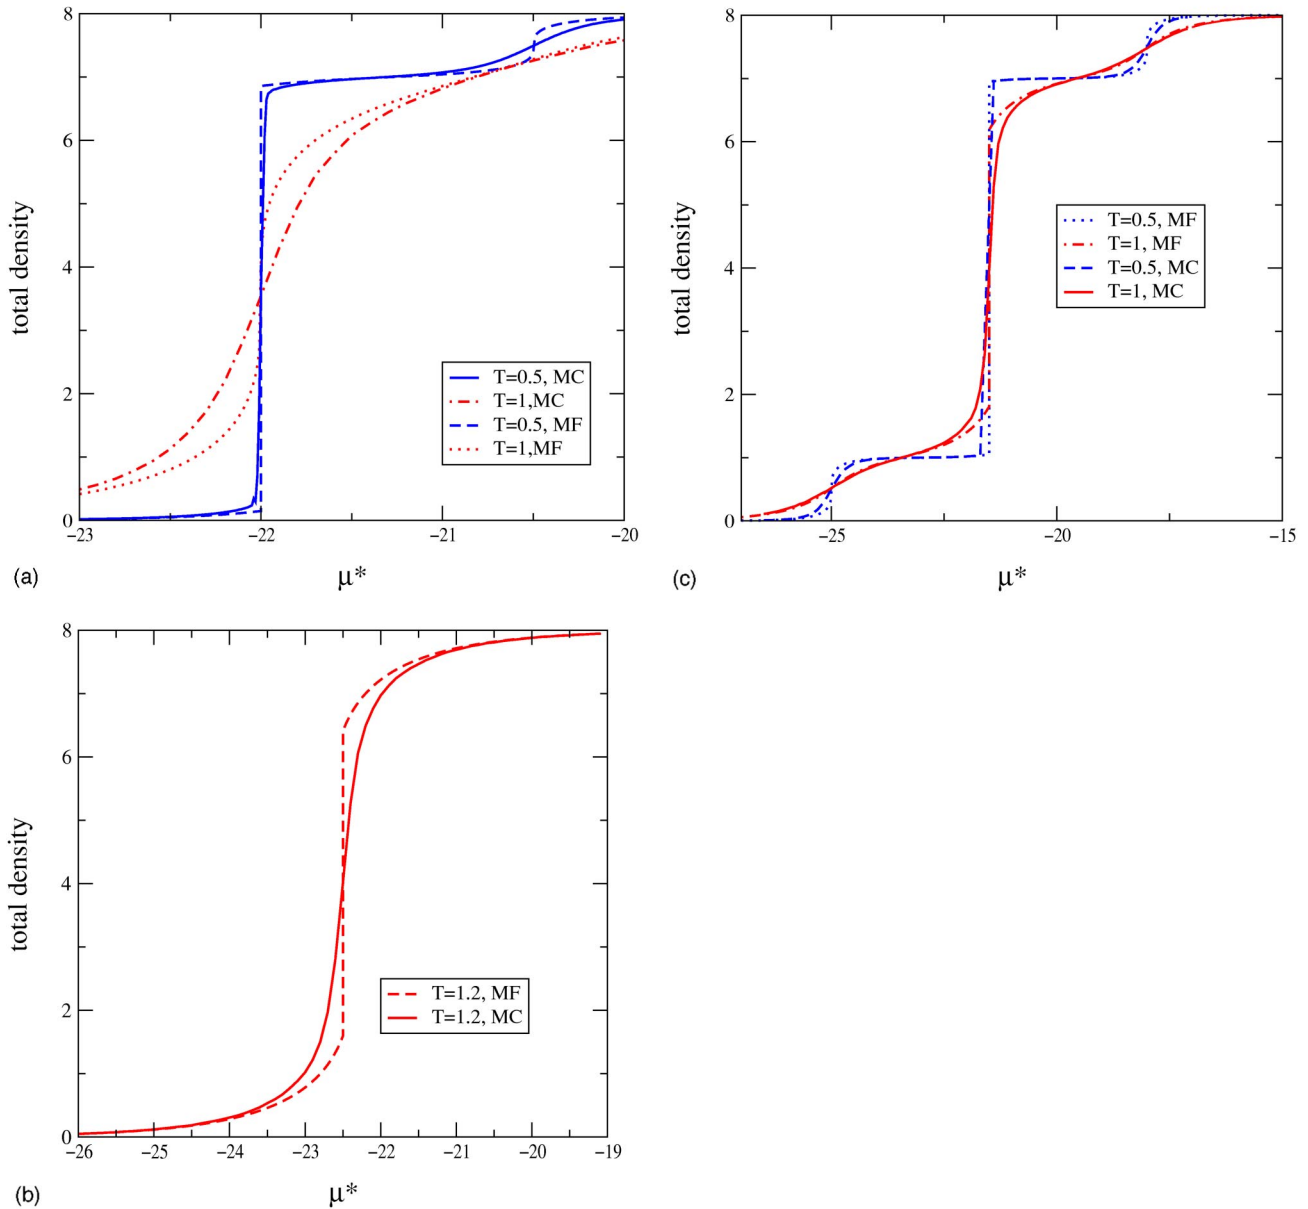 8
6
4
2
0
total density
T=0.5, MC
T=1,MC
T=0.5, MF
T=1,MF
−23
−22
−21
−20
(a)
μ*
8
6
4
2
0
total density
T=0.5, MF
T=1, MF
T=0.5, MC
T=1, MC
−25
−20
−15
(c)
μ*
8
6
4
2
0
total density
T=1.2, MF
T=1.2, MC
−26
−25
−24
−23
−22
−21
−20
−19
(b)
μ*